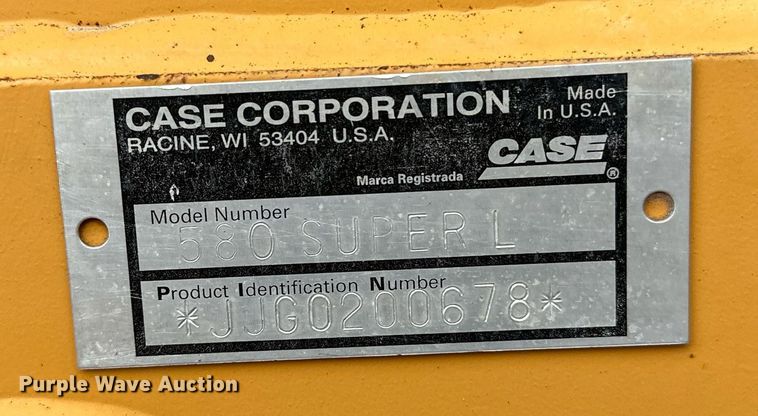 CASE CORPORATION
RACINE, WI 53404 U.S.A.
Made
In U.S.A.
CASE
®
Marca Registrada
Model Number
580 SUPER L
Product Identification Number
*JJG0200678*
Purple Wave Auction